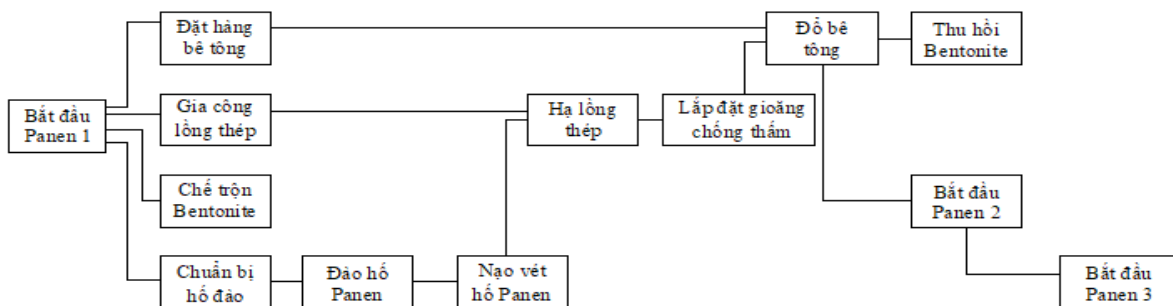 Đặt hàng
bê tông
Đổ bê
tông
Thu hồi
Bentonite
Bắt đầu
Panen 1
Gia công
lồng thép
Hạ lồng
thép
Lắp đặt gioăng
chống thấm
Chế trộn
Bentonite
Bắt đầu
Panen 2
Chuẩn bị
hố đào
Đào hố
Panen
Nạo vét
hố Panen
Bắt đầu
Panen 3